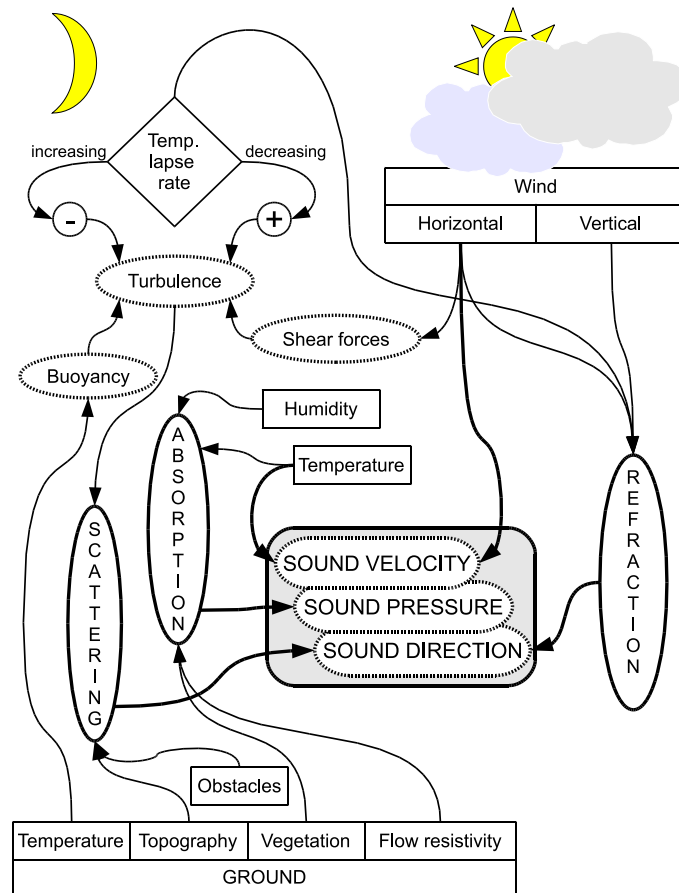 Temp.
lapse
rate
increasing
decreasing
-
+
Wind
Horizontal
Vertical
Turbulence
Shear forces
Buoyancy
Humidity
Temperature
ABSORPTION
SCATTERING
REFRACTION
SOUND VELOCITY
SOUND PRESSURE
SOUND DIRECTION
Obstacles
Temperature
Topography
Vegetation
Flow resistivity
GROUND